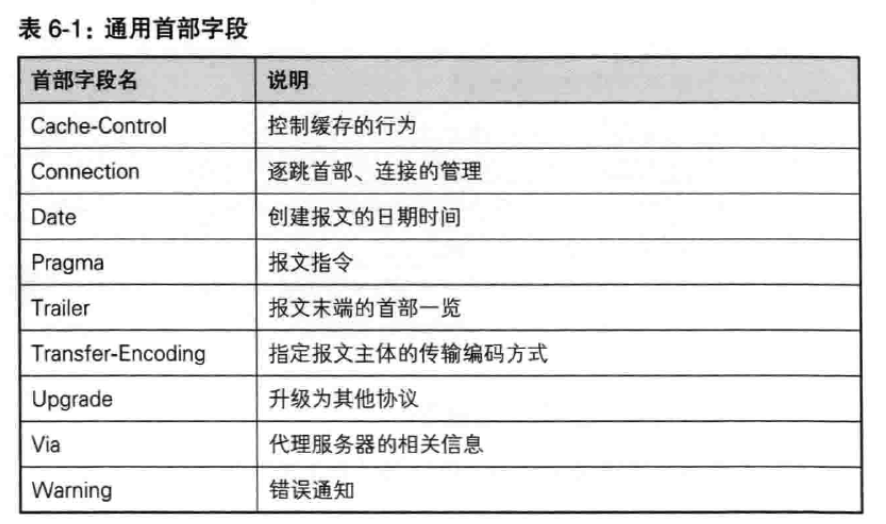 表 6-1：通用首部字段
首部字段名 说明
Cache-Control 控制缓存的行为
Connection 逐跳首部、连接的管理
Date 创建报文的日期时间
Pragma 报文指令
Trailer 报文末端的首部一览
Transfer-Encoding 指定报文主体的传输编码方式
Upgrade 升级为其他协议
Via 代理服务器的相关信息
Warning 错误通知